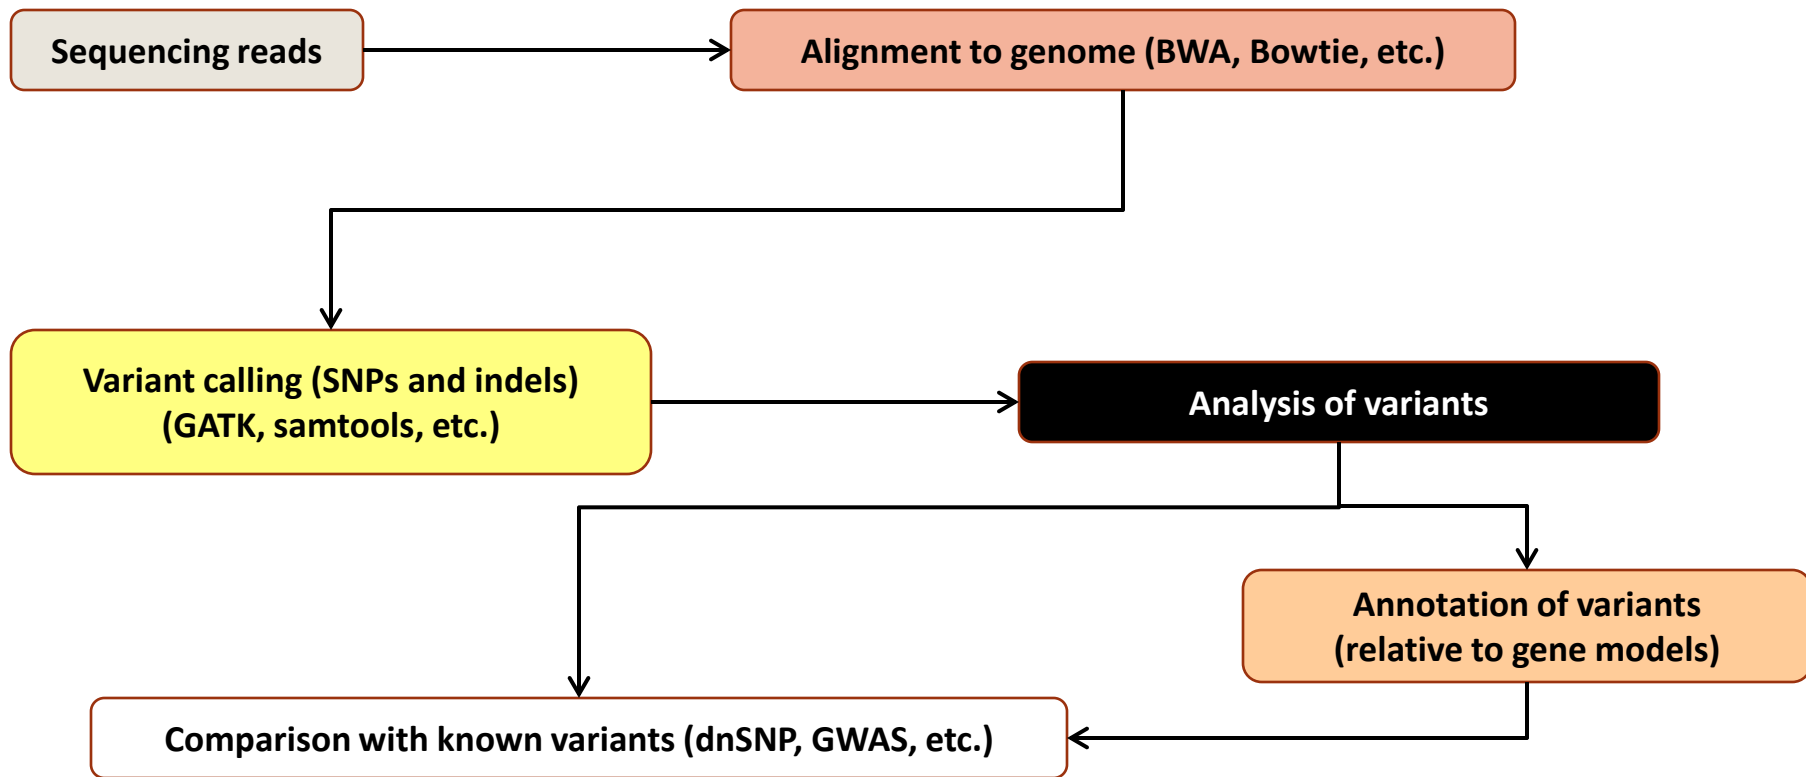 Sequencing reads
Alignment to genome (BWA, Bowtie, etc.)
Variant calling (SNPs and indels)
(GATK, samtools, etc.)
Analysis of variants
Annotation of variants
(relative to gene models)
Comparison with known variants (dnSNP, GWAS, etc.)